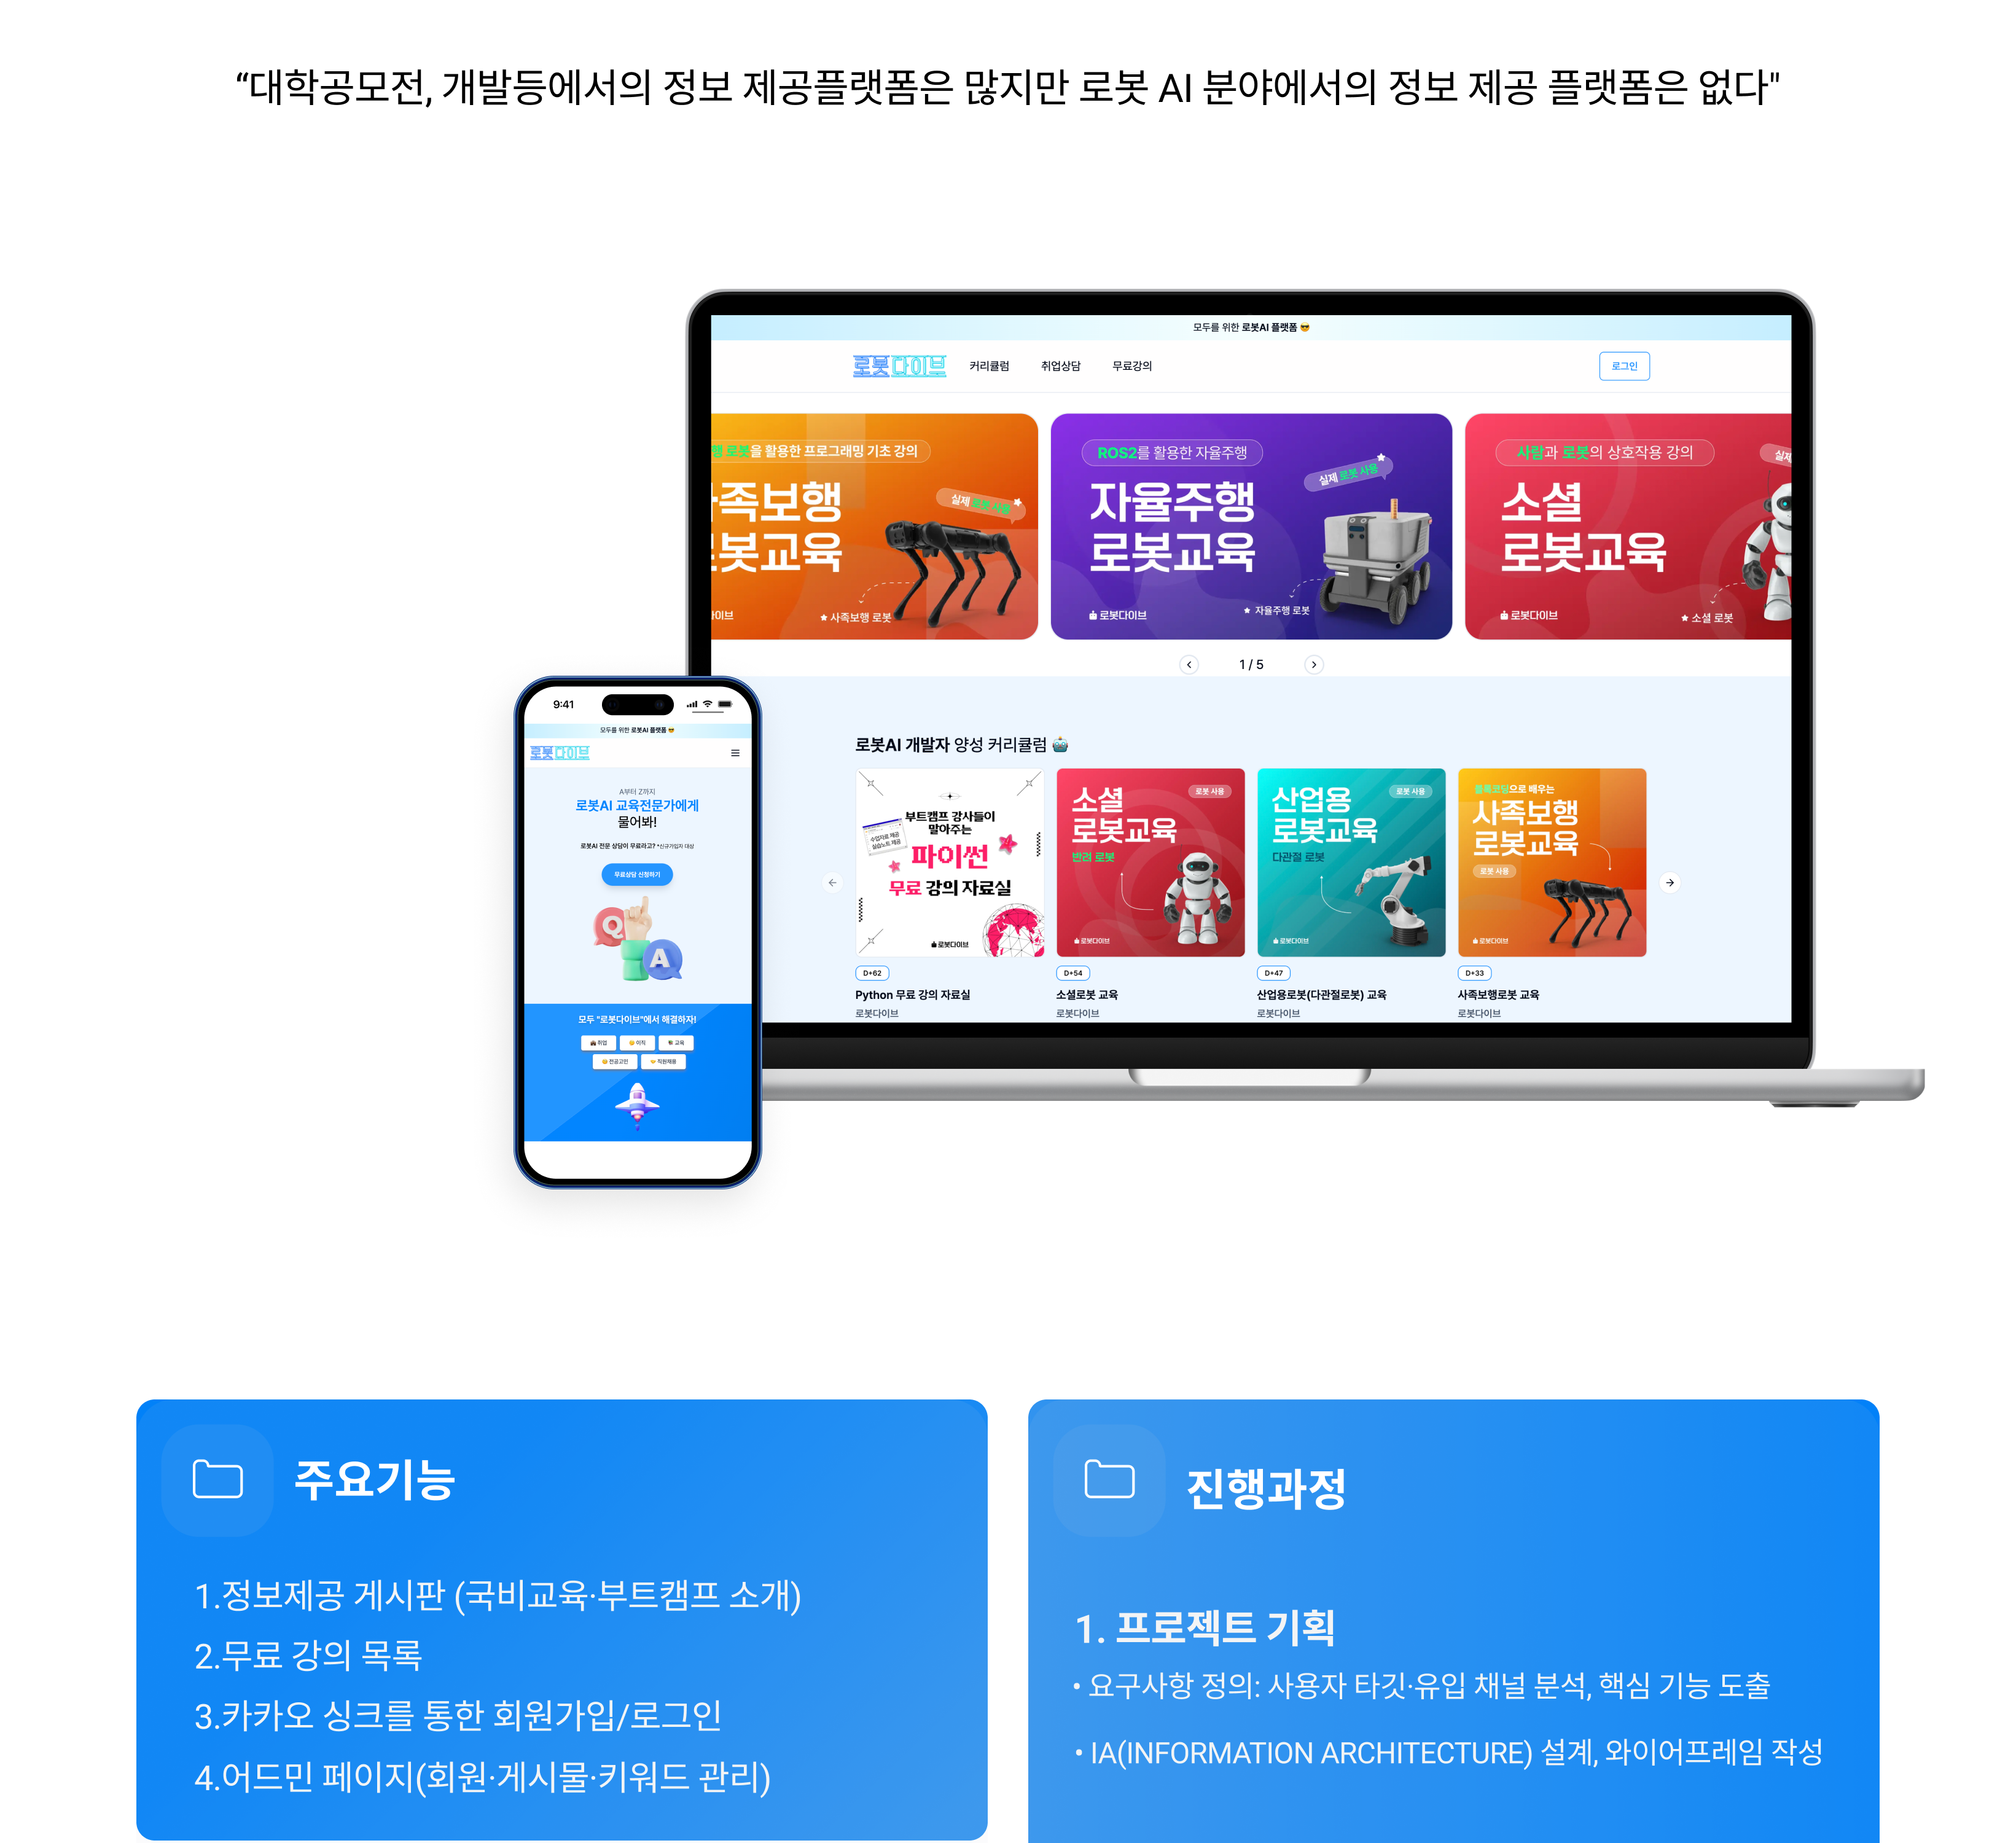 “대학공모전, 개발등에서의 정보 제공플랫폼은 많지만 로봇 AI 분야에서의 정보 제공 플랫폼은 없다"
모두를 위한 로봇AI 플랫폼
로봇다이브
커리큘럼
취업상담
무료강의
로그인
행 로봇을 활용한 프로그래밍 기초 강의
실제 로봇 사용
족보행
봇교육
이브
사족보행 로봇
ROS2를 활용한 자율주행
실제 로봇 사용
자율주행
로봇교육
로봇다이브
자율주행 로봇
사람과 로봇의 상호작용 강의
실제
소셜
로봇교육
로봇다이브
소셜 로봇
1 / 5
로봇AI 개발자 양성 커리큘럼
부트캠프 강사들이
말아주는
수업자료 제공
실습노트 제공
파이썬
무료 강의 자료실
로봇다이브
D+62
Python 무료 강의 자료실
로봇다이브
소셜
로봇교육
로봇 사용
반려 로봇
로봇다이브
D+54
소셜로봇 교육
로봇다이브
산업용
로봇교육
로봇 사용
다관절 로봇
로봇다이브
D+47
산업용로봇(다관절로봇) 교육
로봇다이브
블록코딩으로 배우는
사족보행
로봇교육
로봇 사용
로봇다이브
D+33
사족보행로봇 교육
로봇다이브
9:41
모두를 위한 로봇AI 플랫폼
로봇다이브
A부터 Z까지
로봇AI 교육전문가에게
물어봐!
로봇AI 전문 상담이 무료라고? *신규가입자 대상
무료상담 신청하기
Q
A
모두 "로봇다이브"에서 해결하자!
취업
이직
교육
전공고민
직원채용
주요기능
1.정보제공 게시판 (국비교육·부트캠프 소개)
2.무료 강의 목록
3.카카오 싱크를 통한 회원가입/로그인
4.어드민 페이지(회원·게시물·키워드 관리)
진행과정
1. 프로젝트 기획
• 요구사항 정의: 사용자 타깃·유입 채널 분석, 핵심 기능 도출
• IA(INFORMATION ARCHITECTURE) 설계, 와이어프레임 작성